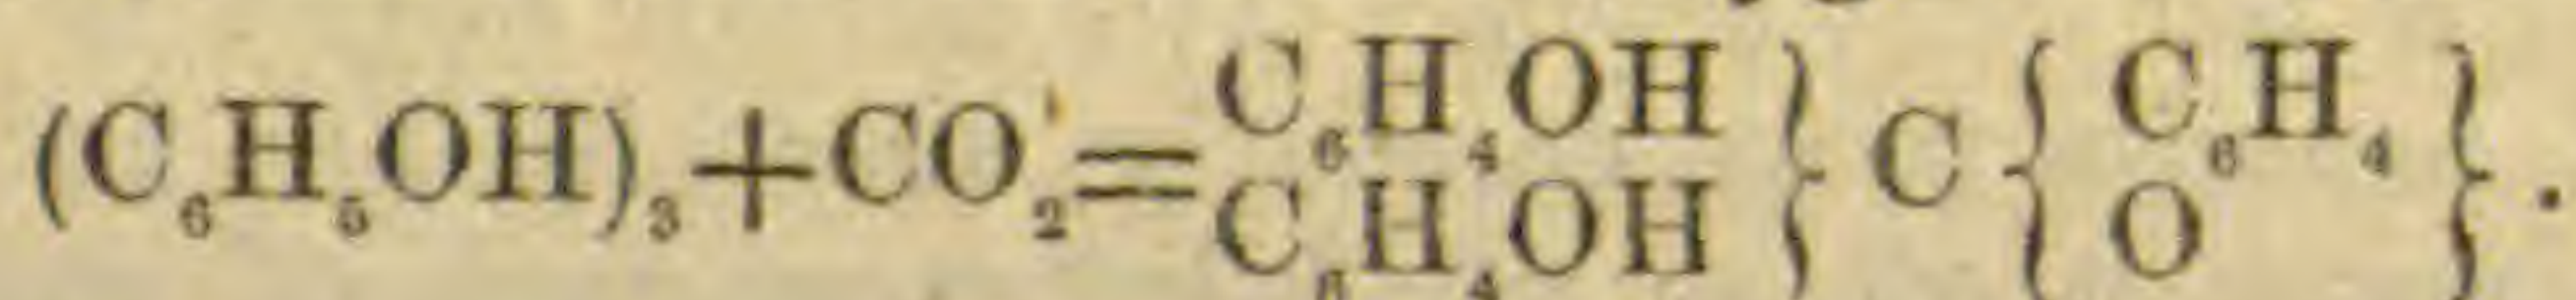 (C₆H₅OH)₃+CO₂= C₆H₄OH } C { C₆H₄ } .
C₆H₄OH } C { O }